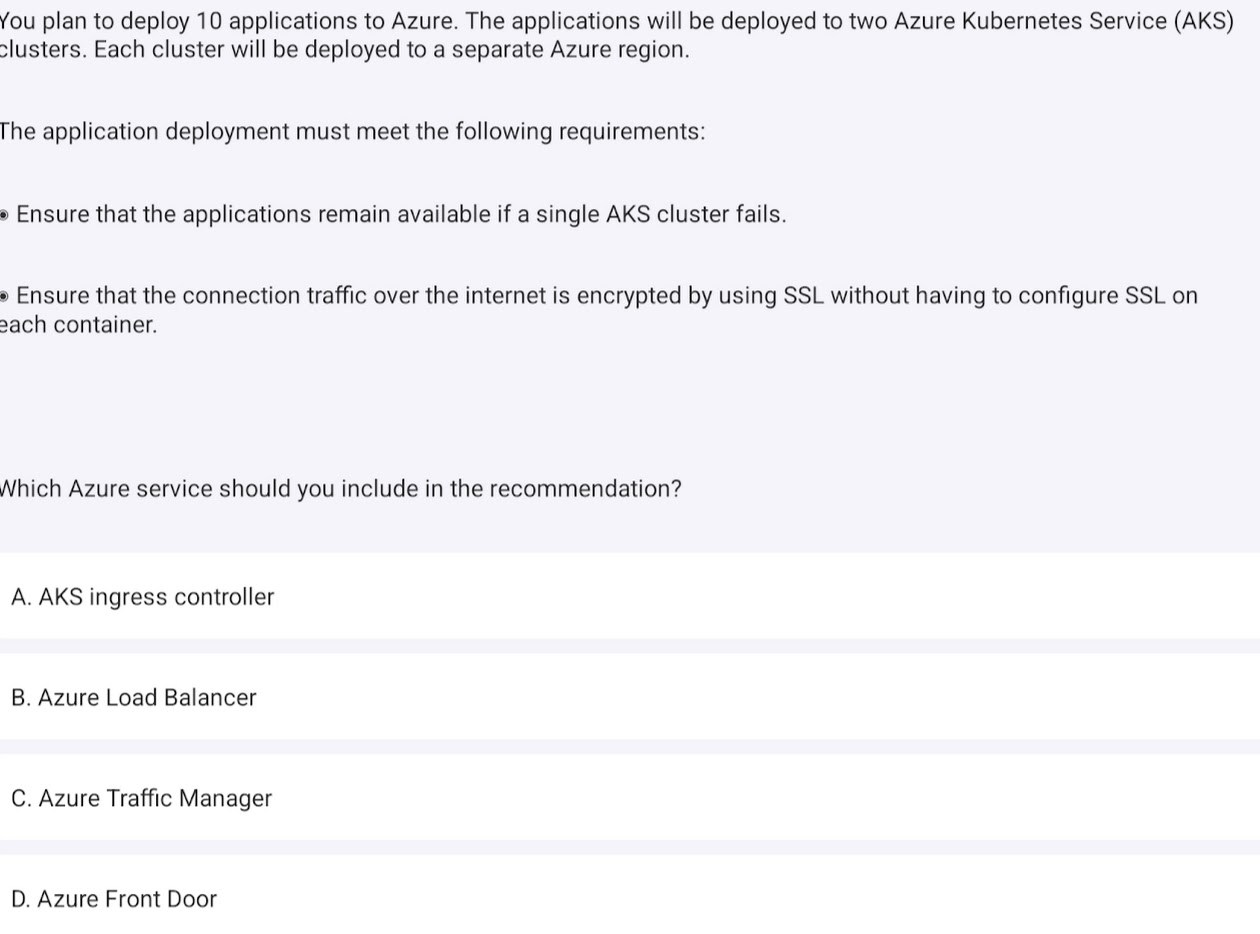 You plan to deploy 10 applications to Azure. The applications will be deployed to two Azure Kubernetes Service (AKS)
clusters. Each cluster will be deployed to a separate Azure region.
The application deployment must meet the following requirements:
• Ensure that the applications remain available if a single AKS cluster fails.
• Ensure that the connection traffic over the internet is encrypted by using SSL without having to configure SSL on
each container.
Which Azure service should you include in the recommendation?
A. AKS ingress controller
B. Azure Load Balancer
C. Azure Traffic Manager
D. Azure Front Door